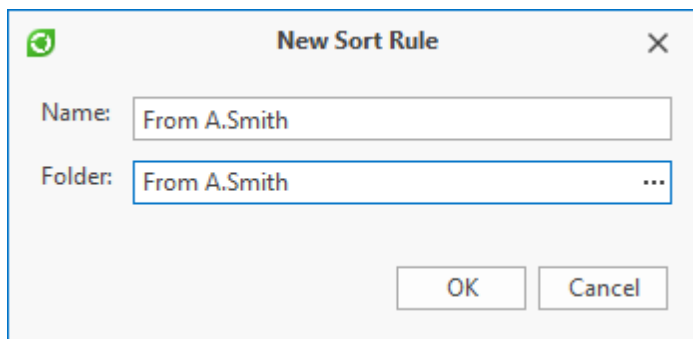 New Sort Rule
Name: From A.Smith
Folder: From A.Smith ...
OK Cancel